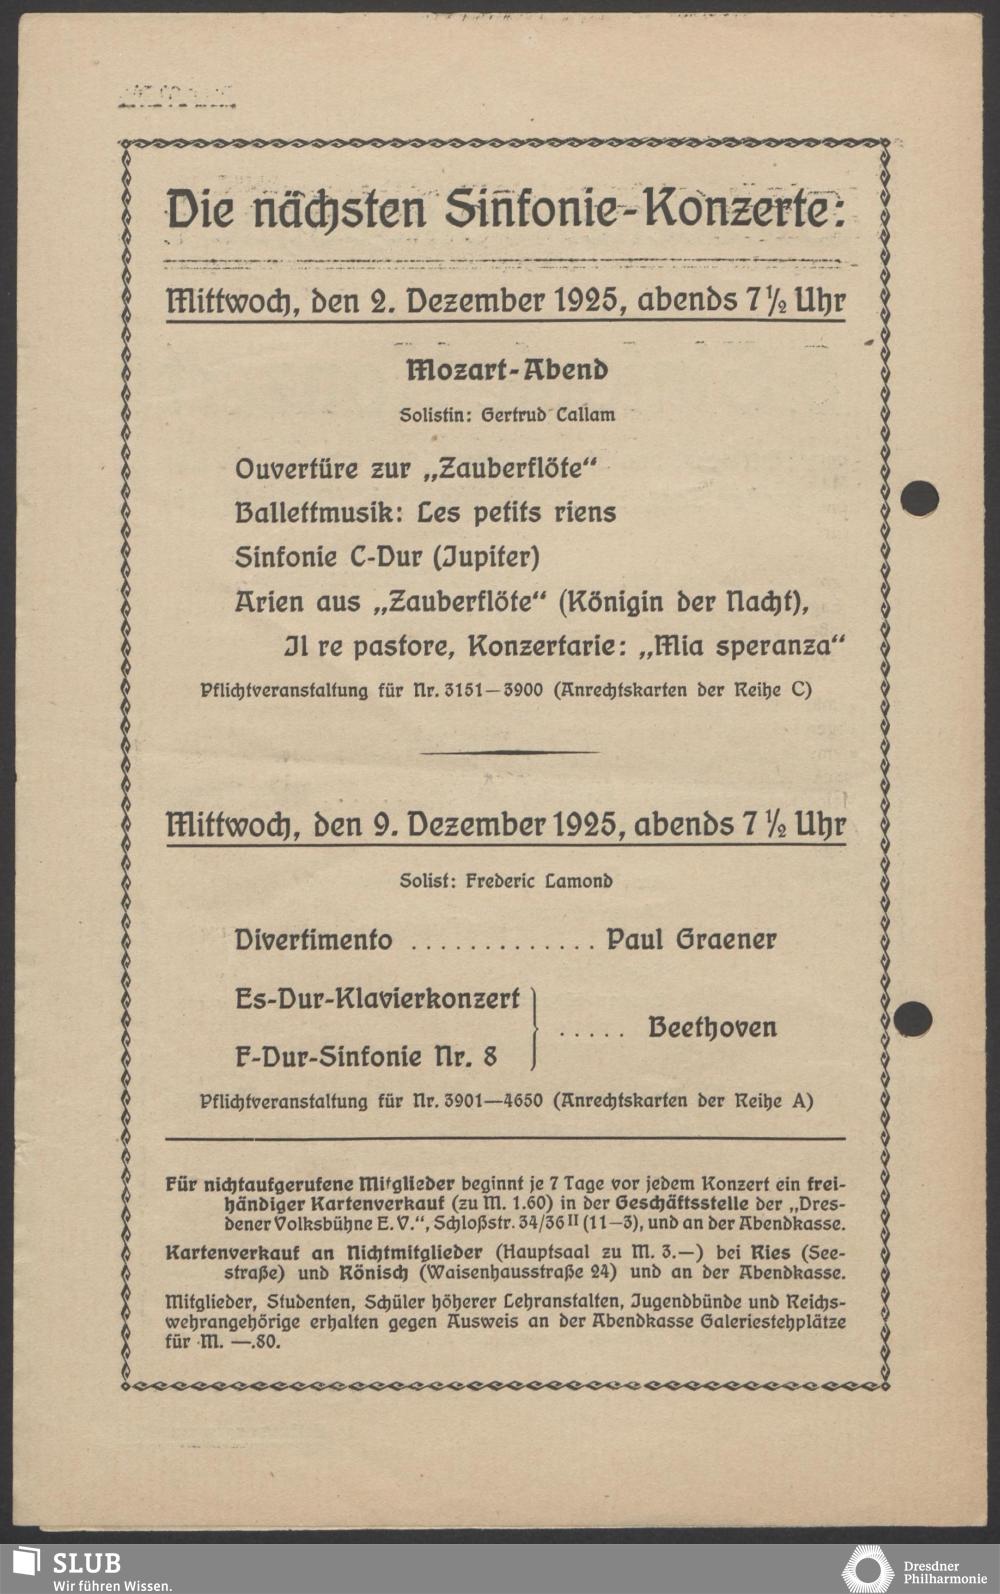 Die nächsten Sinfonie-Konzerte:
Mittwoch, den 2. Dezember 1925, abends 7½ Uhr
Mozart-Abend
Solistin: Gertrud Callam
Ouvertüre zur „Zauberflöte“
Ballettmusik: Les petits riens
Sinfonie C-Dur (Jupiter)
Arien aus „Zauberflöte“ (Königin der Nacht),
Il re pastore, Konzertarie: „Mia speranza“
Pflichtveranstaltung für Nr. 3151—3900 (Anrechtskarten der Reihe C)
Mittwoch, den 9. Dezember 1925, abends 7 ½ Uhr
Solist: Frederic Lamond
Divertimento . . . . . . . . . . . . . Paul Graener
Es-Dur-Klavierkonzert
. . . . . Beethoven
F-Dur-Sinfonie Nr. 8
Pflichtveranstaltung für Nr. 3901—4650 (Anrechtskarten der Reihe A)
Für nichtaufgerufene Mitglieder beginnt je 7 Tage vor jedem Konzert ein frei-
händiger Kartenverkauf (zu M. 1.60) in der Geschäftsstelle der „Dres-
dener Volksbühne E. V.“, Schloßstr. 34/36 II (11—3), und an der Abendkasse.
Kartenverkauf an Nichtmitglieder (Hauptsaal zu M. 3.—) bei Ries (See-
straße) und Rönisch (Waisenhausstraße 24) und an der Abendkasse.
Mitglieder, Studenten, Schüler höherer Lehranstalten, Jugendbünde und Reichs-
wehrangehörige erhalten gegen Ausweis an der Abendkasse Galeriestehplätze
für M. —.80.
SLUB
Wir führen Wissen.
Dresdner
Philharmonie